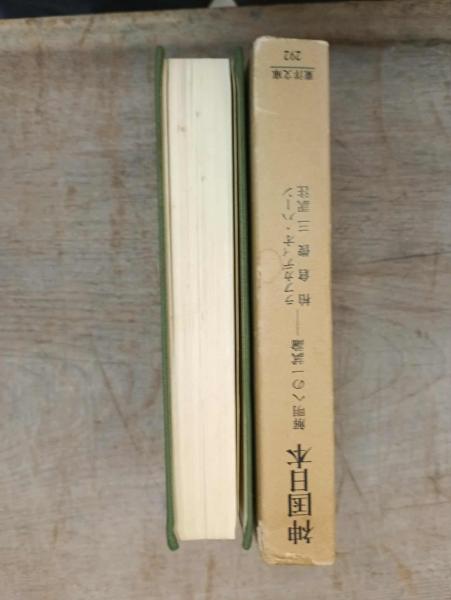 神国日本
解明への一試論――
ラフカディオ・ハーン
柏倉俊三訳注
東洋文庫
292